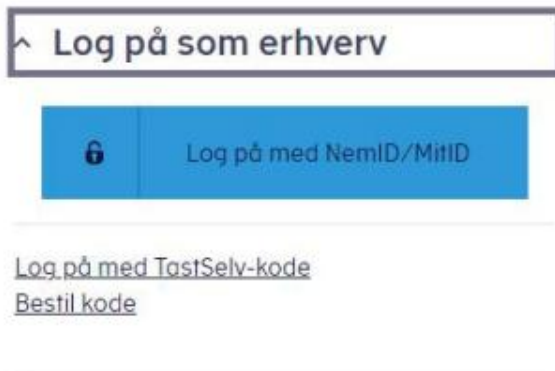 Log på som erhverv
Log på med NemID/MitID
Log på med TastSelv-kode
Bestil kode